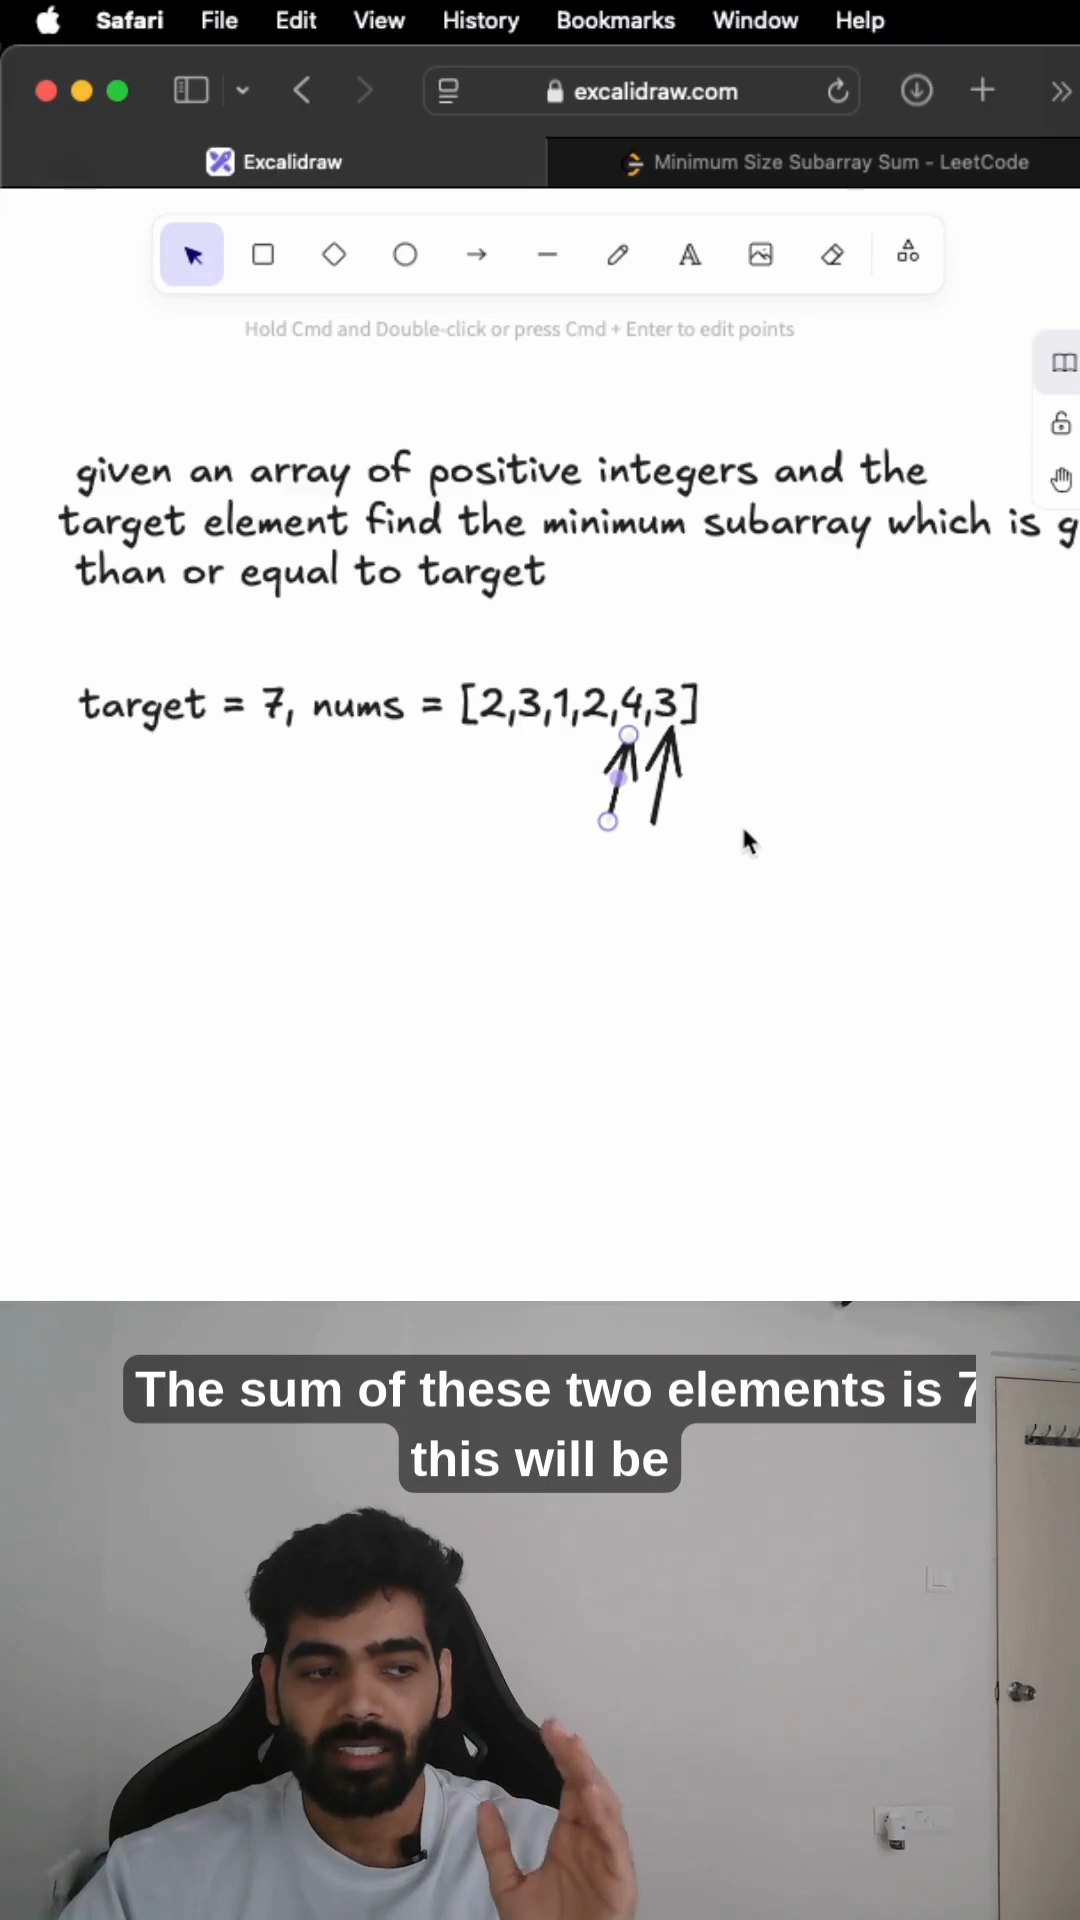 Safari File Edit View History Bookmarks Window Help
excalidraw.com
Excalidraw
Minimum Size Subarray Sum - LeetCode
A
Hold Cmd and Double-click or press Cmd + Enter to edit points
given an array of positive integers and the
target element find the minimum subarray which is g
than or equal to target
target = 7, nums = [2,3,1,2,4,3]
The sum of these two elements is 7
this will be